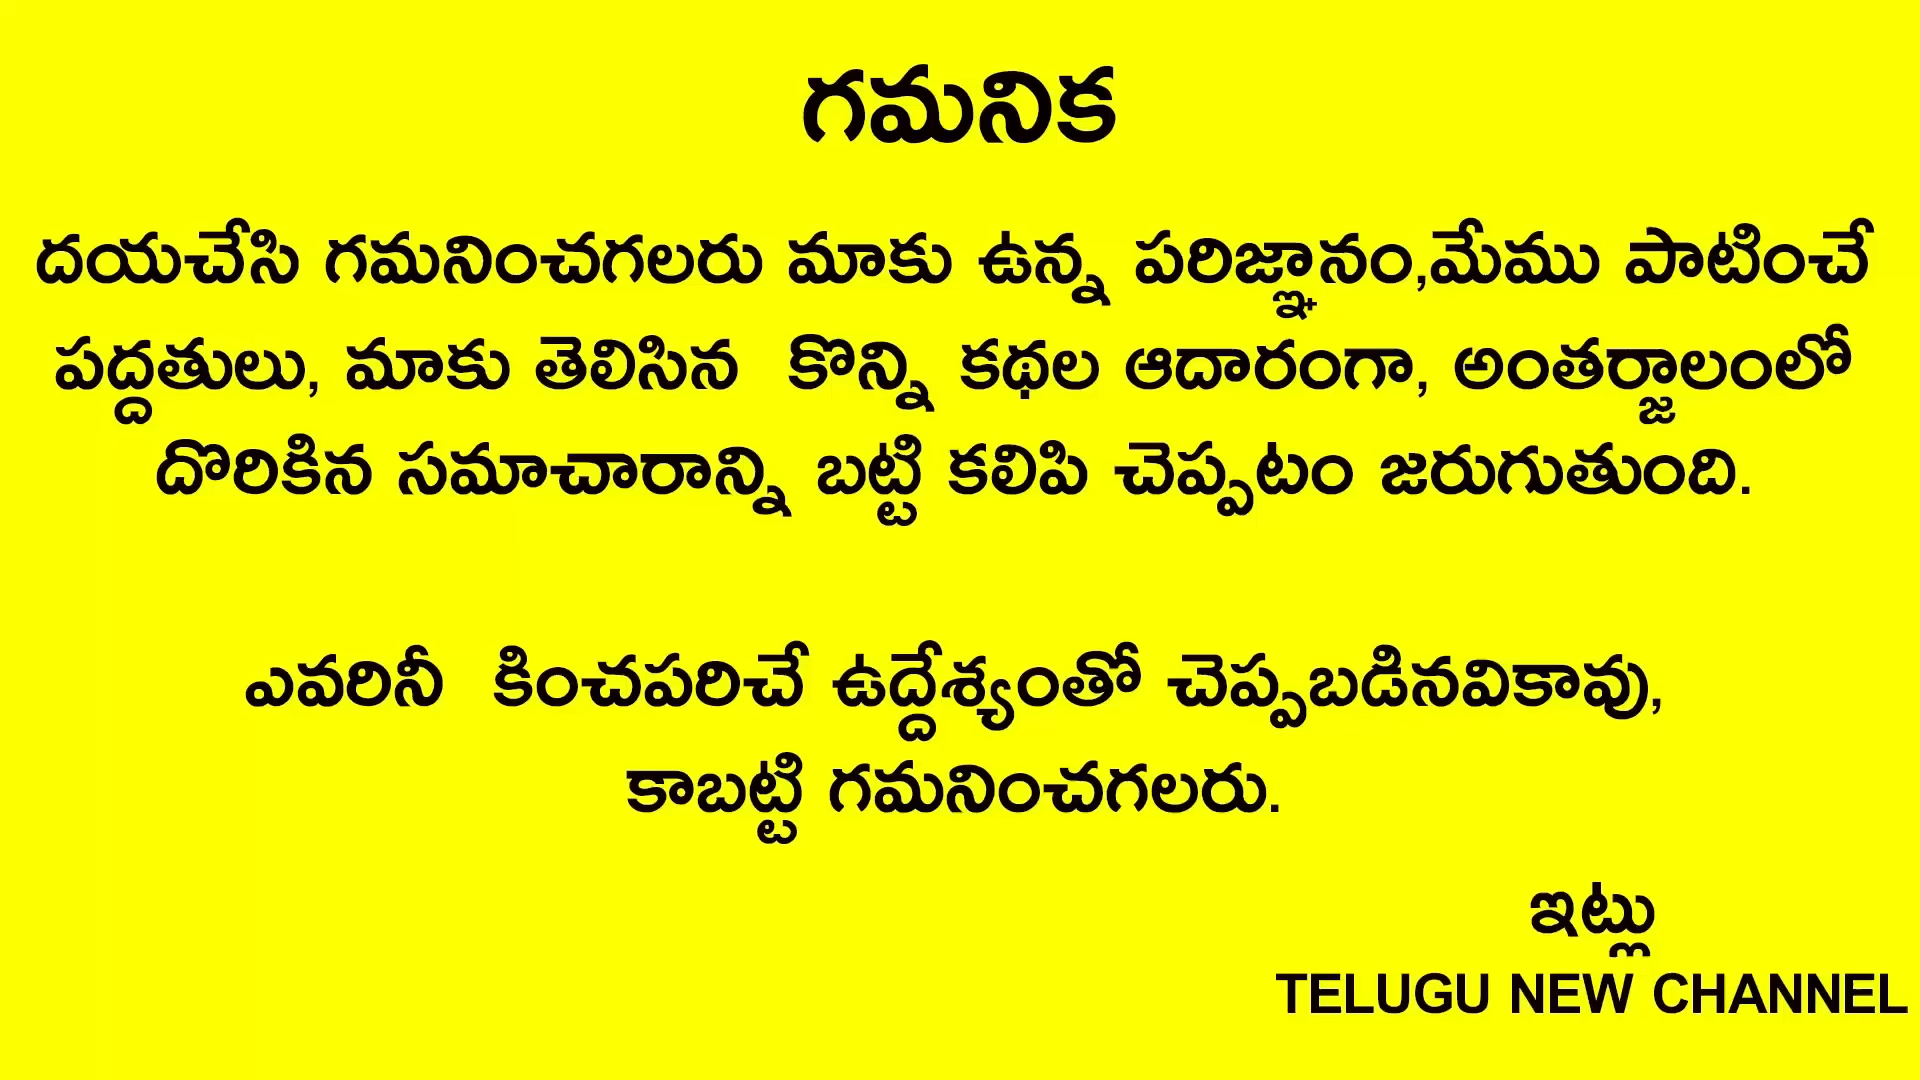 గమనిక
దయచేసి గమనించగలరు మాకు ఉన్న పరిజ్ఞానం,మేము పాటించే
పద్దతులు, మాకు తెలిసిన కొన్ని కథల ఆదారంగా, అంతర్జాలంలో
దొరికిన సమాచారాన్ని బట్టి కలిపి చెప్పటం జరుగుతుంది.
ఎవరినీ కించపరిచే ఉద్దేశ్యంతో చెప్పబడినవికావు,
కాబట్టి గమనించగలరు.
ఇట్లు
TELUGU NEW CHANNEL